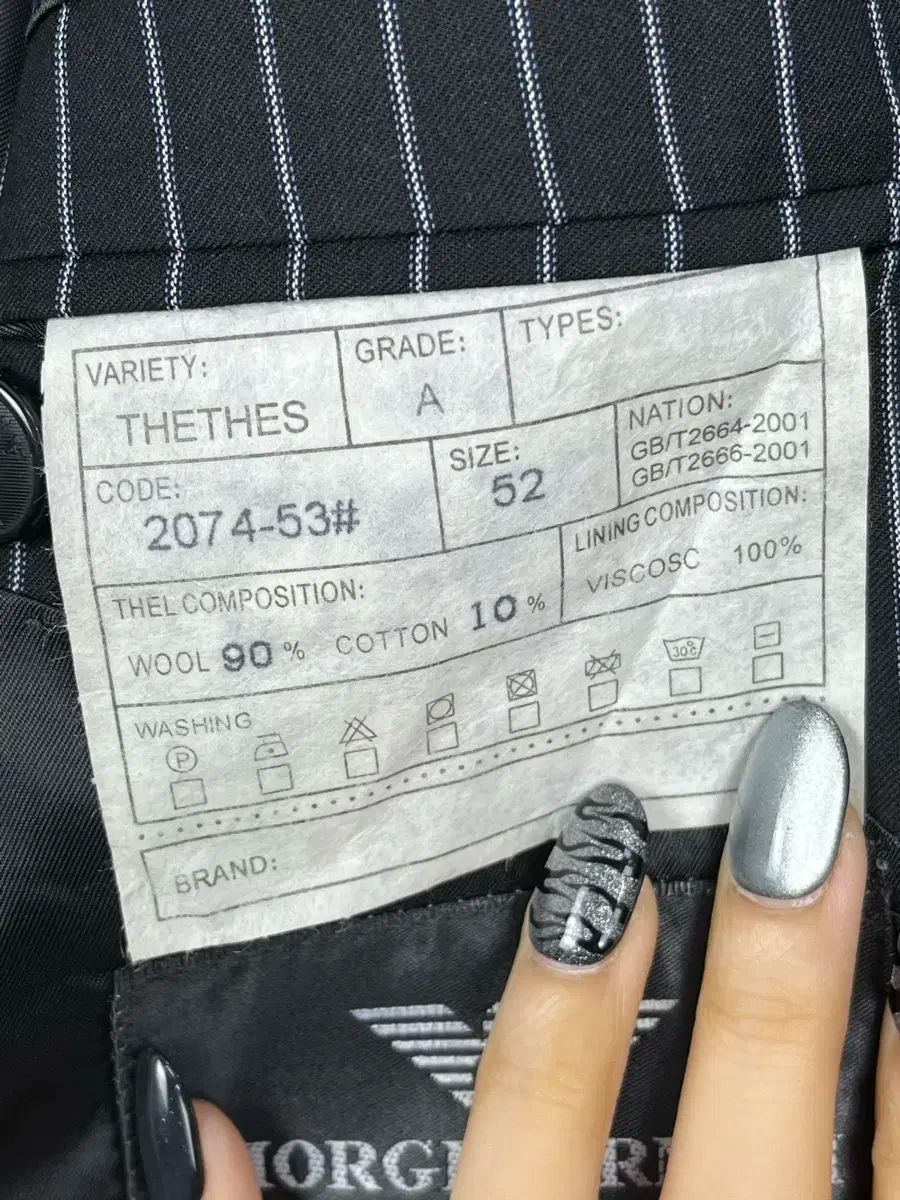 VARIETY:
THETHES
GRADE:
A
TYPES:
CODE:
2074-53#
SIZE:
52
NATION:
GB/T2664-2001
GB/T2666-2001
THEL COMPOSITION:
WOOL 90 % COTTON 10 %
LINING COMPOSITION:
VISCOSC 100%
WASHING
P
30℃
BRAND: